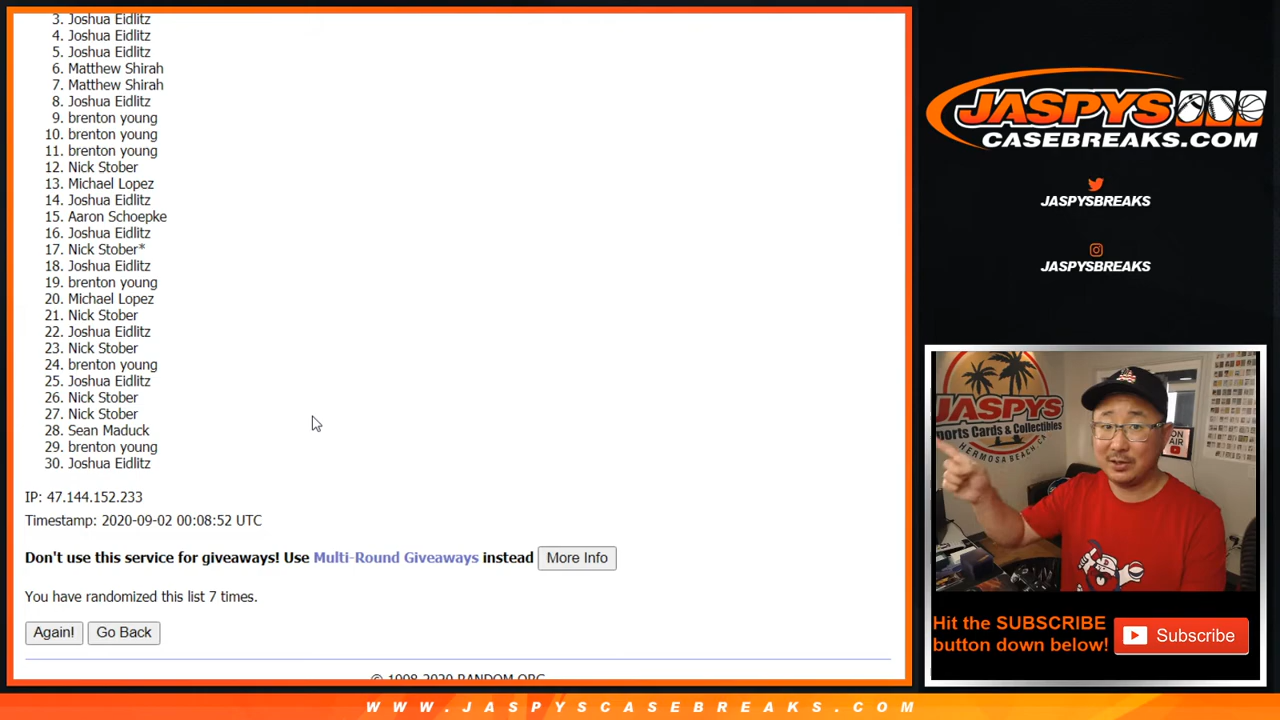 3. Joshua Eidlitz
4. Joshua Eidlitz
5. Joshua Eidlitz
6. Matthew Shirah
7. Matthew Shirah
8. Joshua Eidlitz
9. brenton young
10. brenton young
11. brenton young
12. Nick Stober
13. Michael Lopez
14. Joshua Eidlitz
15. Aaron Schoepke
16. Joshua Eidlitz
17. Nick Stober*
18. Joshua Eidlitz
19. brenton young
20. Michael Lopez
21. Nick Stober
22. Joshua Eidlitz
23. Nick Stober
24. brenton young
25. Joshua Eidlitz
26. Nick Stober
27. Nick Stober
28. Sean Maduck
29. brenton young
30. Joshua Eidlitz
IP: 47.144.152.233
Timestamp: 2020-09-02 00:08:52 UTC
Don't use this service for giveaways! Use Multi-Round Giveaways instead More Info
You have randomized this list 7 times.
Again! Go Back
© 1998-2020 RANDOM.ORG
JASPYS
CASEBREAKS.COM
JASPYSBREAKS
JASPYSBREAKS
JASPYS
Sports Cards & Collectibles
HERMOSA BEACH, CA
ON
AIR
Hit the SUBSCRIBE
button down below!
Subscribe
WWW.JASPYSCASEBREAKS.COM